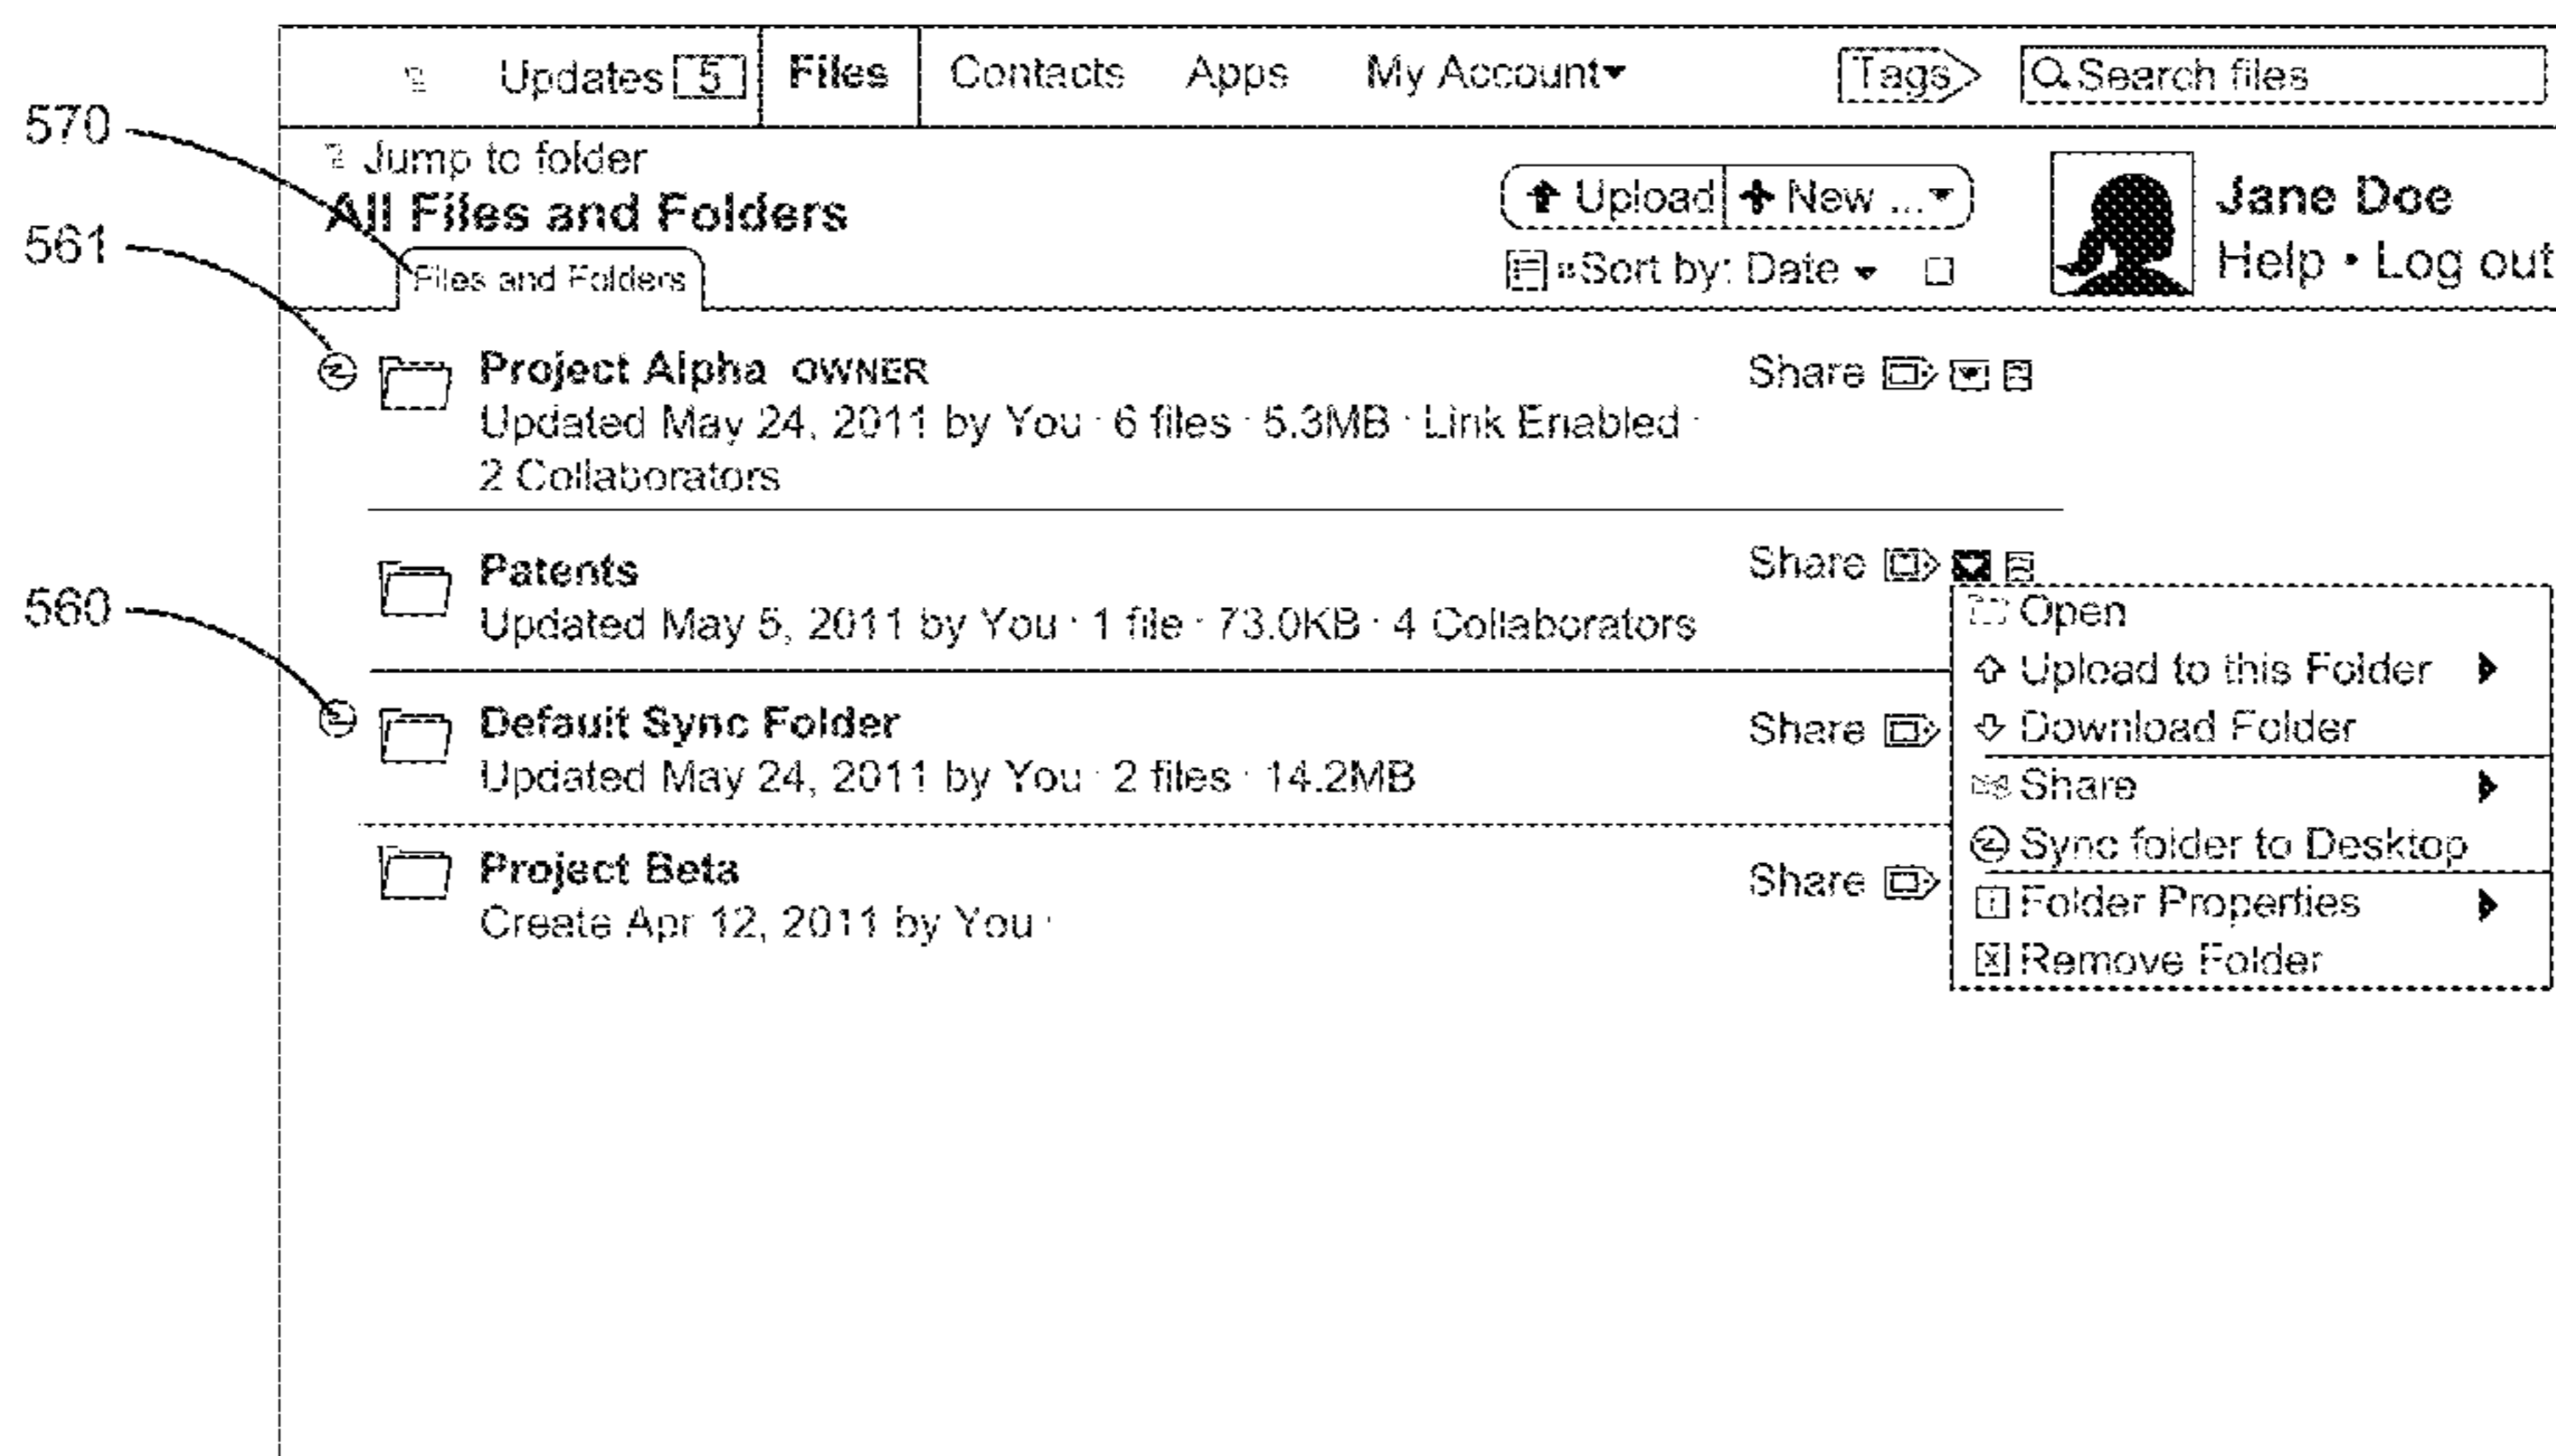 Updates 5 Files Contacts Apps My Account Tags Search files
570
Jump to folder
All Files and Folders
Upload New ...
Jane Doe
561
Files and Folders
Sort by: Date
Help • Log out
Project Alpha OWNER
Share
Updated May 24, 2011 by You · 6 files · 5.3MB · Link Enabled ·
2 Collaborators
Patents
Share
560
Updated May 5, 2011 by You · 1 file · 73.0KB · 4 Collaborators
Default Sync Folder
Share
Updated May 24, 2011 by You · 2 files · 14.2MB
Project Beta
Share
Create Apr 12, 2011 by You ·
Open
Upload to this Folder
Download Folder
Share
Sync folder to Desktop
Folder Properties
Remove Folder